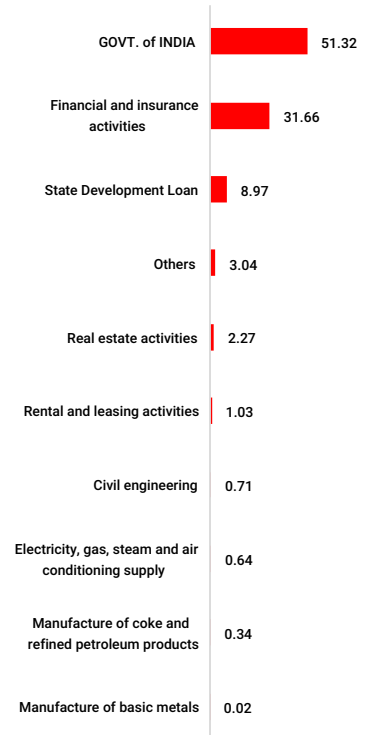 GOVT. of INDIA 51.32
Financial and insurance
activities 31.66
State Development Loan 8.97
Others 3.04
Real estate activities 2.27
Rental and leasing activities 1.03
Civil engineering 0.71
Electricity, gas, steam and air
conditioning supply 0.64
Manufacture of coke and
refined petroleum products 0.34
Manufacture of basic metals 0.02